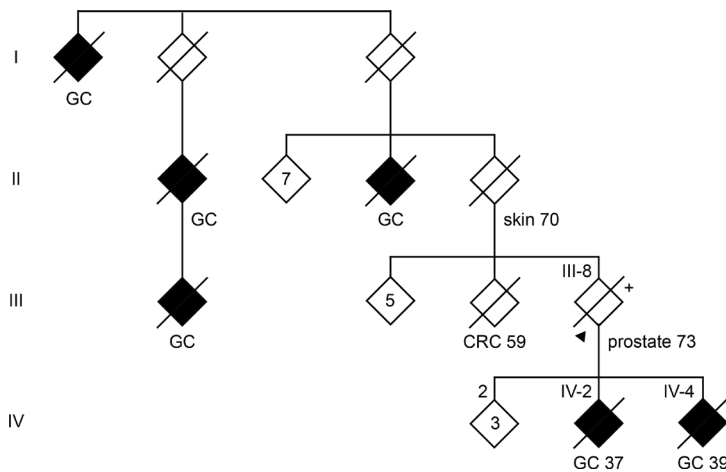 I
GC
II
GC
7
GC
skin 70
III
GC
5
CRC 59
III-8
+
prostate 73
IV
2
3
IV-2
GC 37
IV-4
GC 39